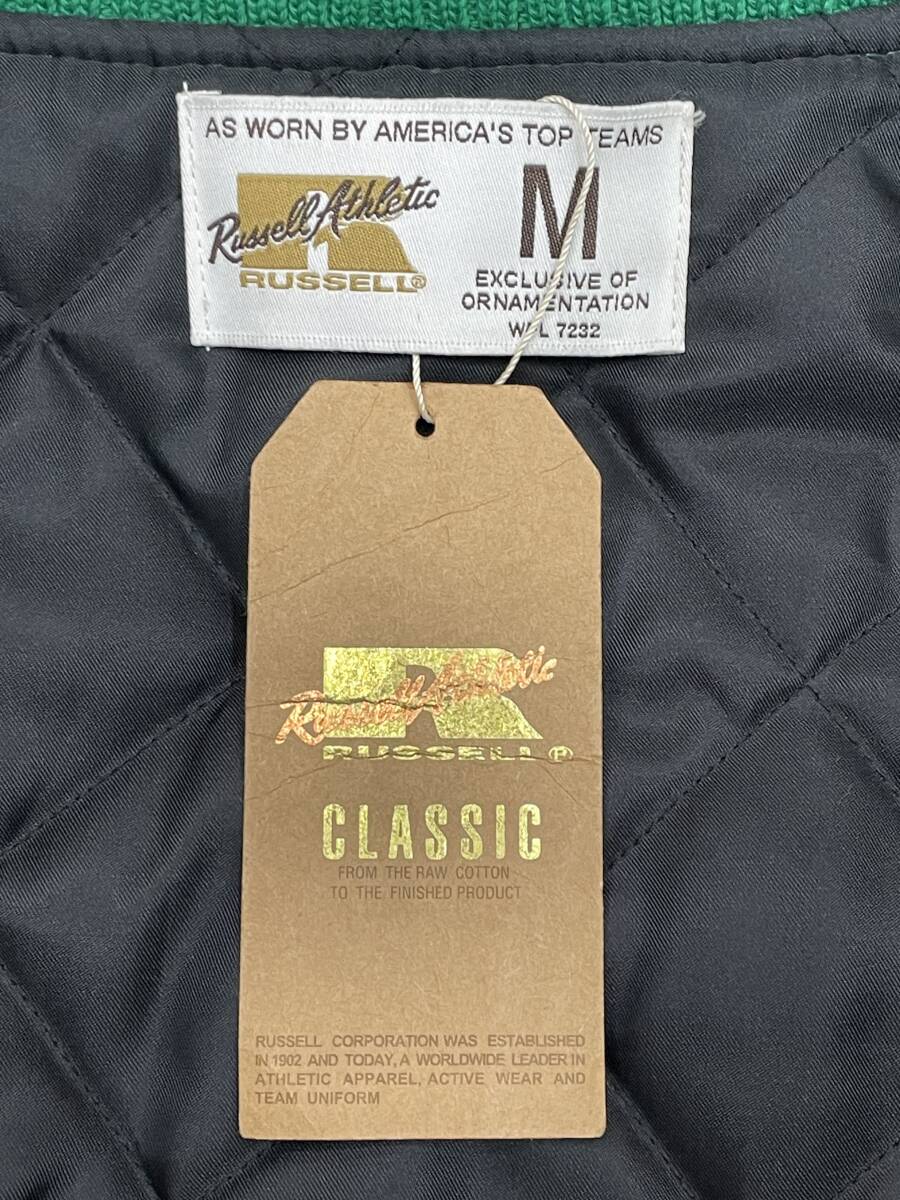 AS WORN BY AMERICA'S TOP TEAMS
Russell Athletic
RUSSELL®
M
EXCLUSIVE OF
ORNAMENTATION
WPL 7232
Russell Athletic
RUSSELL®
CLASSIC
FROM THE RAW COTTON
TO THE FINISHED PRODUCT
RUSSELL CORPORATION WAS ESTABLISHED
IN 1902 AND TODAY, A WORLDWIDE LEADER IN
ATHLETIC APPAREL, ACTIVE WEAR AND
TEAM UNIFORM